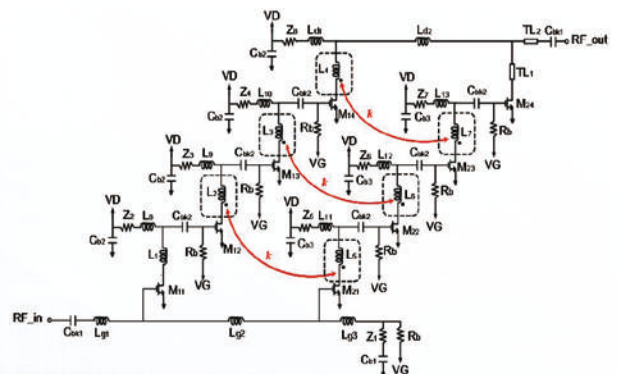 VD Z8 Ld1 Ld2 TL2 Cbk1 RF_out
Cb2 L4 TL1
VD Z4 L10 Cbk2 k VD Z7 L13 Cbk2
Cb2 L3 Rb M14 Cb3 L7 Rb M24
VG VG
VD Z3 L9 Cbk2 M13 k VD Z6 L12 Cbk2 M23
Cb2 L2 Rb Cb3 L6 Rb
VG VG
VD Z2 L8 Cbk2 M12 k VD L11 Cbk2 M22
Cb2 L1 Rb Cb3 L5 Rb
VG VG
M11 M21
RF_in Cbk1 Lg1 Lg2 Lg3 Z1 Rb
Cb1
VG